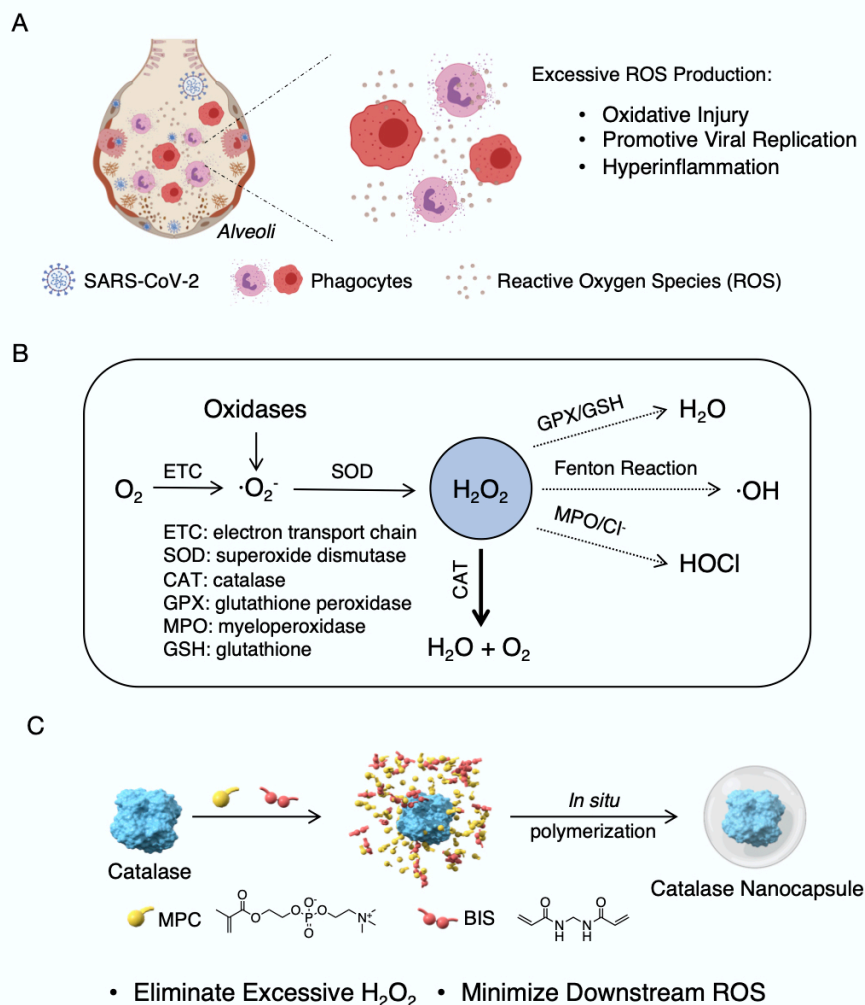 A
Excessive ROS Production:
• Oxidative Injury
• Promotive Viral Replication
• Hyperinflammation
Alveoli
SARS-CoV-2
Phagocytes
Reactive Oxygen Species (ROS)
B
Oxidases
O₂
ETC
·O₂⁻
SOD
H₂O₂
GPX/GSH
H₂O
Fenton Reaction
·OH
MPO/Cl⁻
HOCl
CAT
H₂O + O₂
ETC: electron transport chain
SOD: superoxide dismutase
CAT: catalase
GPX: glutathione peroxidase
MPO: myeloperoxidase
GSH: glutathione
C
Catalase
In situ
polymerization
Catalase Nanocapsule
MPC
O
O
O
O⁻
P
O
O
N⁺
BIS
O
N
H
N
H
O
• Eliminate Excessive H₂O₂ • Minimize Downstream ROS